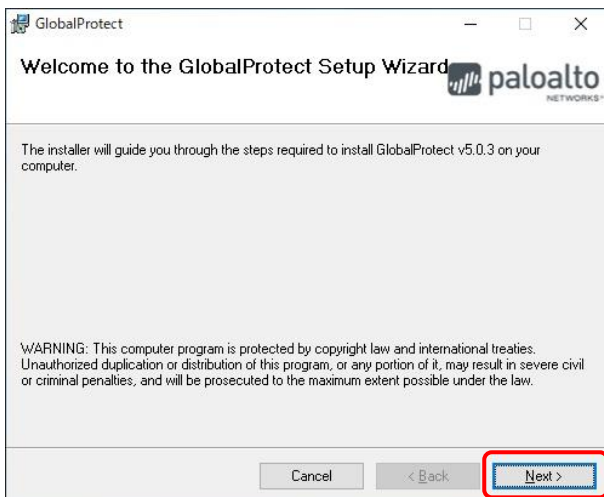 GlobalProtect
Welcome to the GlobalProtect Setup Wizard
paloalto
NETWORKS®
The installer will guide you through the steps required to install GlobalProtect v5.0.3 on your
computer.
WARNING: This computer program is protected by copyright law and international treaties.
Unauthorized duplication or distribution of this program, or any portion of it, may result in severe civil
or criminal penalties, and will be prosecuted to the maximum extent possible under the law.
Cancel < Back Next >